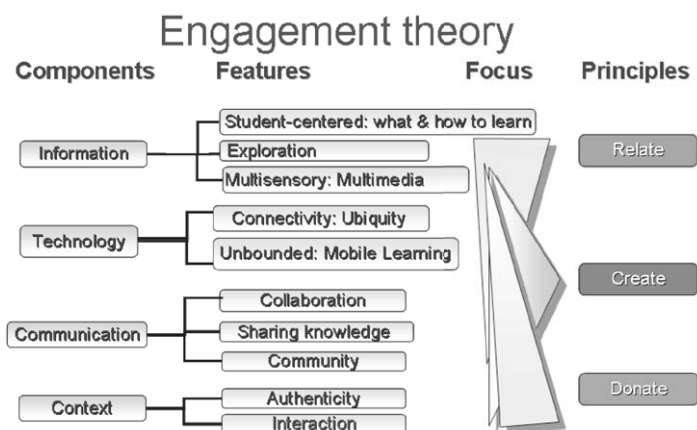 Engagement theory
Components Features Focus Principles
Student-centered: what & how to learn
Information
Exploration
Multisensory: Multimedia
Relate
Technology
Connectivity: Ubiquity
Unbounded: Mobile Learning
Create
Communication
Collaboration
Sharing knowledge
Community
Donate
Context
Authenticity
Interaction